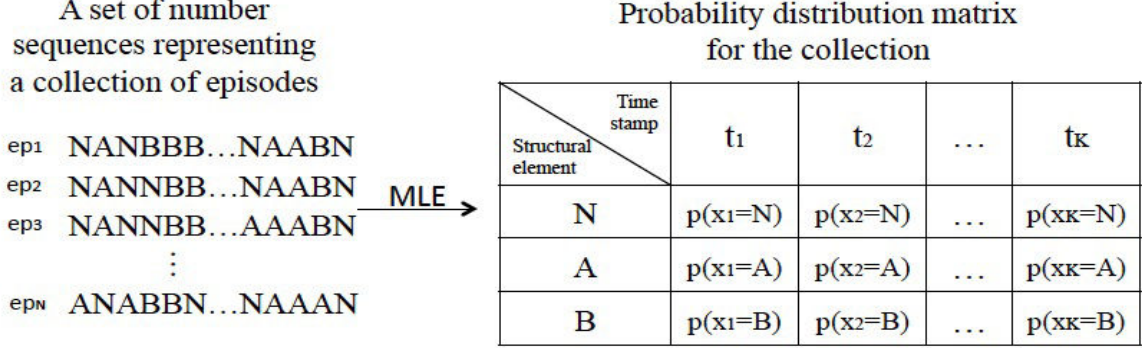 A set of number
sequences representing
a collection of episodes
ep1 NANBBB…NAABN
ep2 NANNBB…NAABN
ep3 NANNBB…AAABN
⋮
epN ANABBN…NAAAN
MLE
Probability distribution matrix
for the collection
Time
stamp
Structural
element
t1 t2 … tK
N p(x1=N) p(x2=N) … p(xK=N)
A p(x1=A) p(x2=A) … p(xK=A)
B p(x1=B) p(x2=B) … p(xK=B)